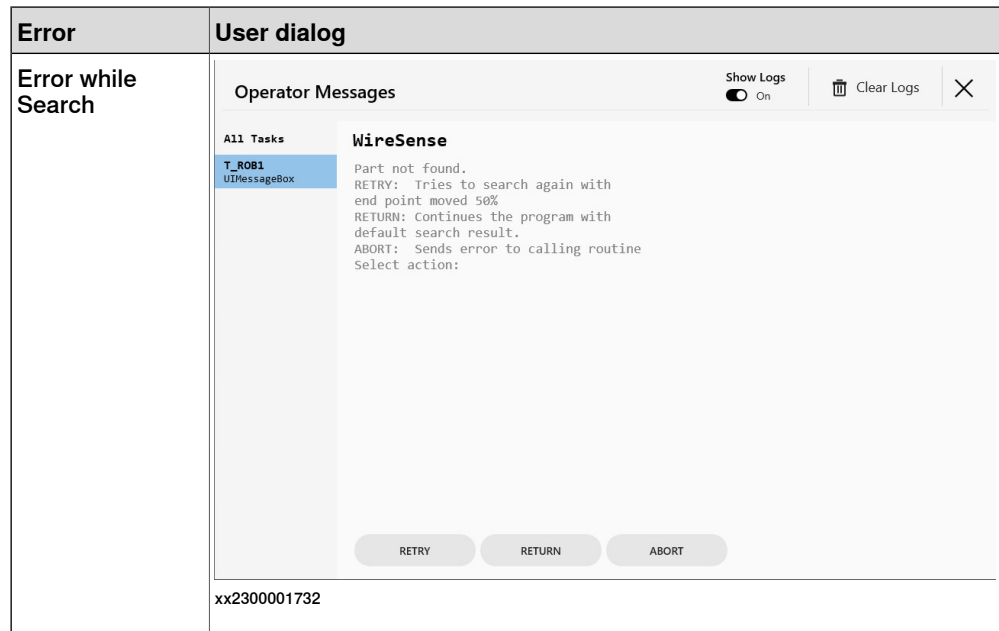 Error
User dialog
Error while
Search
Operator Messages
Show Logs
On
Clear Logs
All Tasks
T_ROB1
UIMessageBox
WireSense
Part not found.
RETRY:  Tries to search again with
end point moved 50%
RETURN: Continues the program with
default search result.
ABORT:  Sends error to calling routine
Select action:
RETRY
RETURN
ABORT
xx2300001732